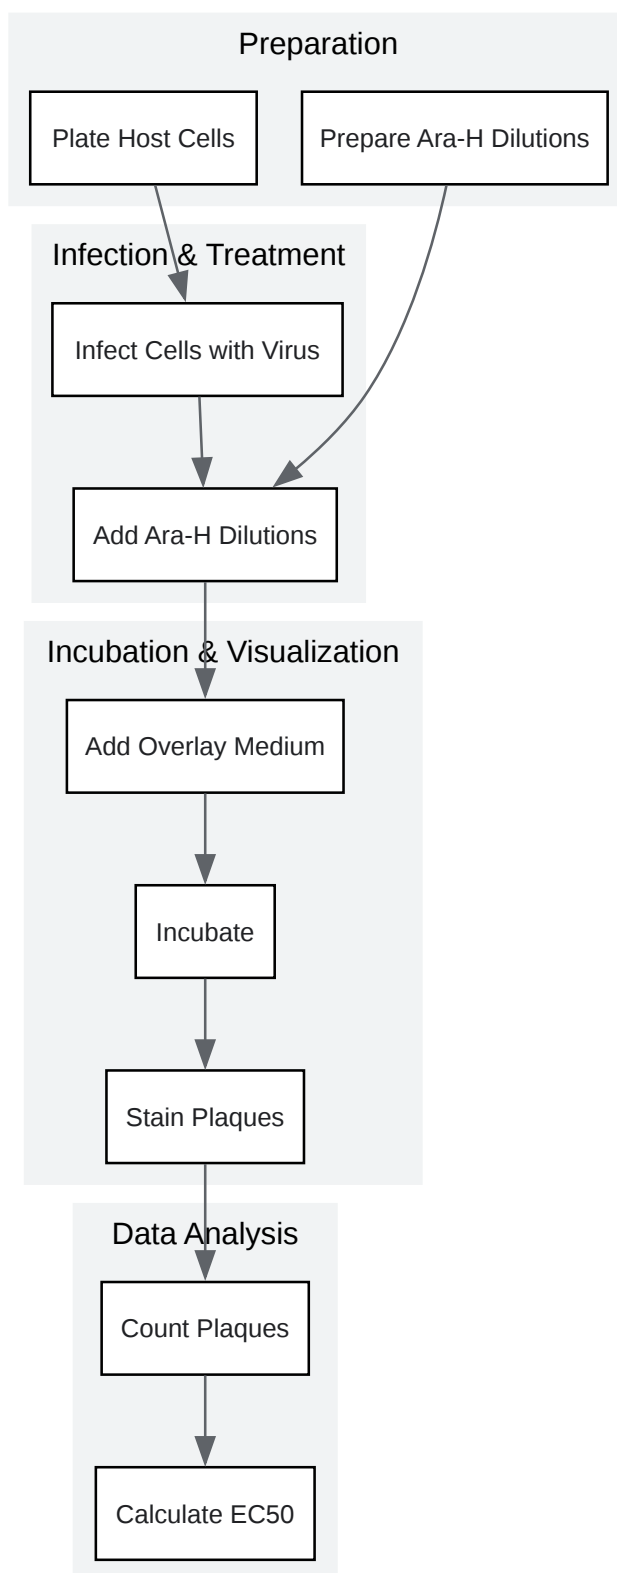 Preparation
Plate Host Cells
Prepare Ara-H Dilutions
Infection & Treatment
Infect Cells with Virus
Add Ara-H Dilutions
Incubation & Visualization
Add Overlay Medium
Incubate
Stain Plaques
Data Analysis
Count Plaques
Calculate EC50